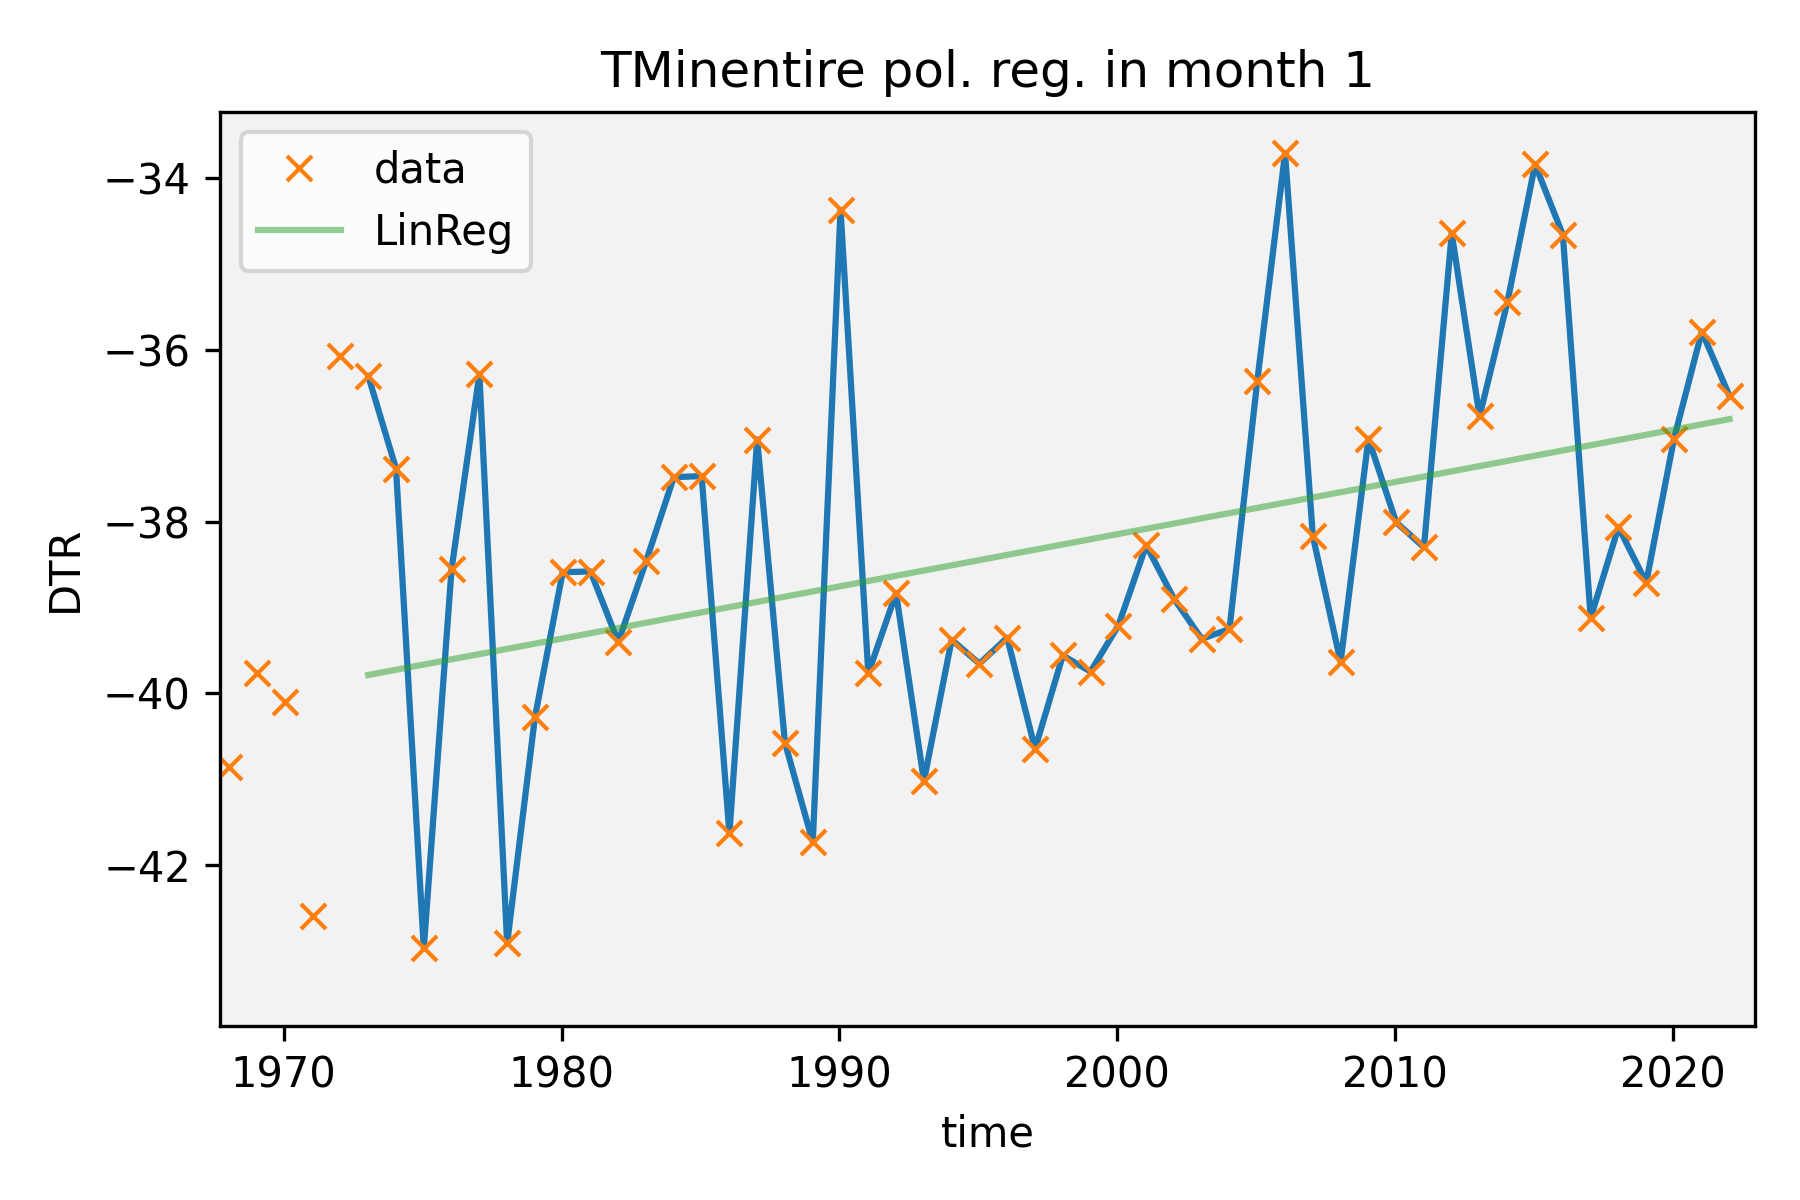 TMinentire pol. reg. in month 1
data
LinReg
−34
−36
−38
−40
−42
DTR
1970 1980 1990 2000 2010 2020
time